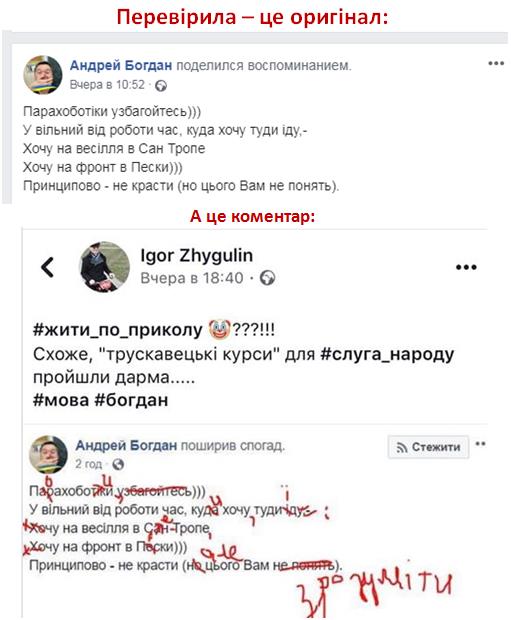 Перевірила – це оригінал:
Андрей Богдан поделился воспоминанием.
Вчера в 10:52 ·
Парахоботіки узбагойтесь)))
У вільний від роботи час, куда хочу туди іду,-
Хочу на весілля в Сан Тропе
Хочу на фронт в Пески)))
Принципово - не красти (но цього Вам не понять).
А це коментар:
Igor Zhygulin
Вчера в 18:40 ·
#жити_по_приколу 🤡???!!!
Схоже, "трускавецькі курси" для #слуга_народу
пройшли дарма.....
#мова #богдан
Андрей Богдан поширив спогад.
Стежити
2 год ·
о и
Парахоботіки узбагойтесь)))
и ї
У вільний від роботи час, куда хочу, туди іду, :
Хочу на весілля в Сан-Тропе,
Хочу на фронт в Пески)))
але
Принципово - не красти (но цього Вам не понять).
зрозуміти